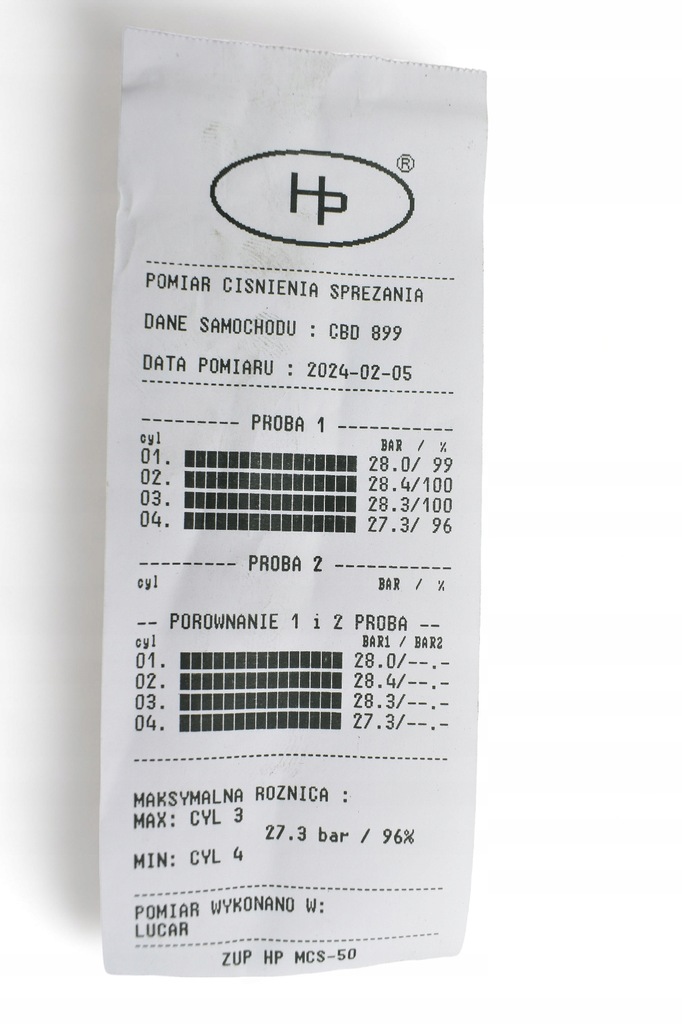 HP ®
POMIAR CISNIENIA SPREZANIA
DANE SAMOCHODU : CBD 899
DATA POMIARU : 2024-02-05
--------- PROBA 1 -----------
cyl BAR / %
01. 28.0/ 99
02. 28.4/100
03. 28.3/100
04. 27.3/ 96
--------- PROBA 2 -----------
cyl BAR / %
-- POROWNANIE 1 i 2 PROBA --
cyl BAR1 / BAR2
01. 28.0/--.-
02. 28.4/--.-
03. 28.3/--.-
04. 27.3/--.-
MAKSYMALNA ROZNICA :
MAX: CYL 3
27.3 bar / 96%
MIN: CYL 4
POMIAR WYKONANO W:
LUCAR
ZUP HP MCS-50